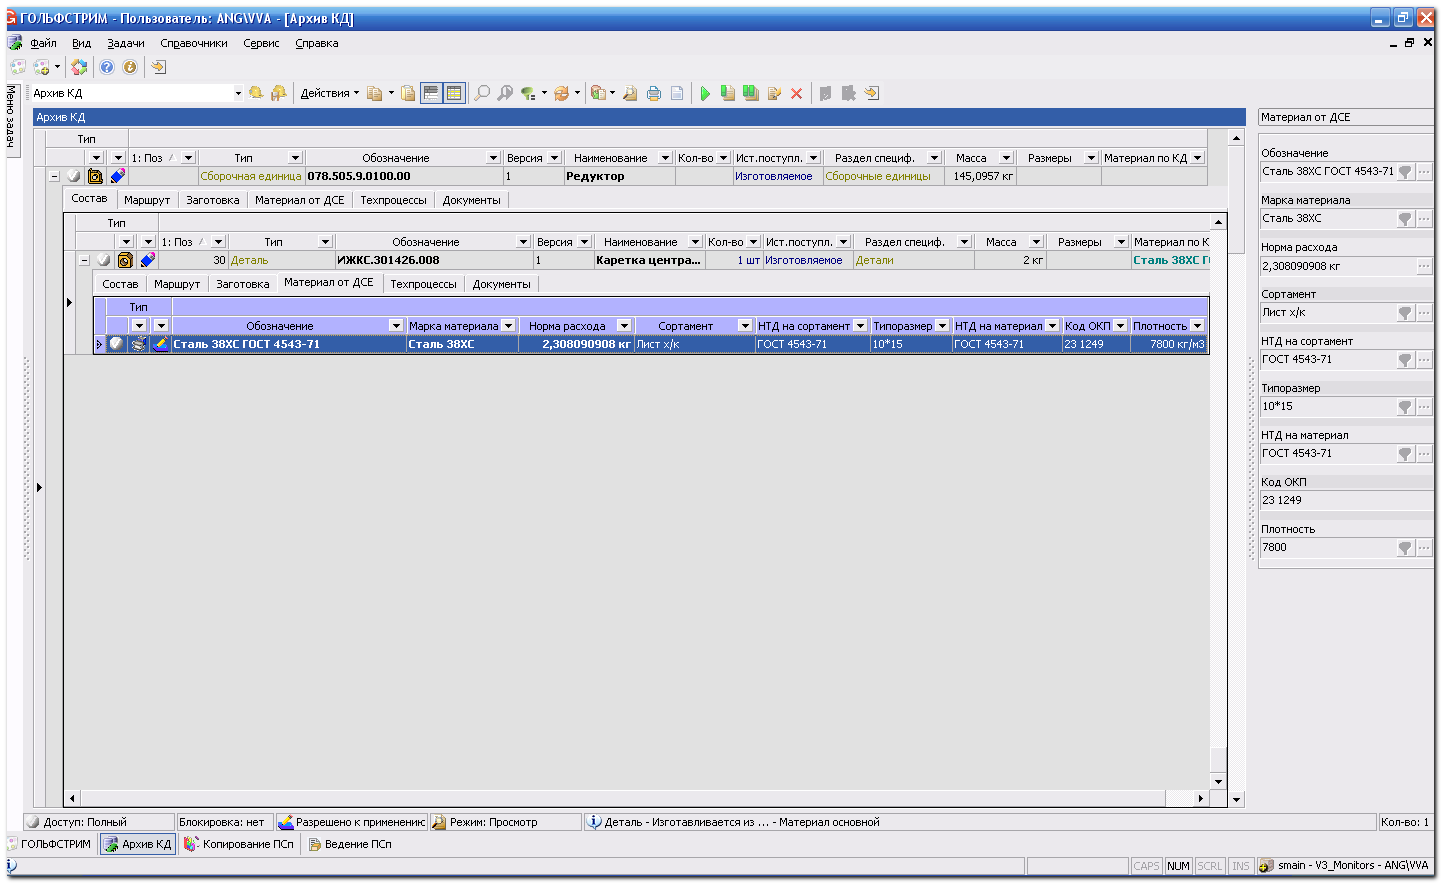 ГОЛЬФСТРИМ - Пользователь: ANG\VVA - [Архив КД]
Файл Вид Задачи Справочники Сервис Справка
Меню задач
Архив КД Действия
Архив КД
Тип
1: Поз Тип Обозначение Версия Наименование Кол-во Ист.поступл. Раздел специф. Масса Размеры Материал по КД
Сборочная единица 078.505.9.0100.00 1 Редуктор Изготовляемое Сборочные единицы 145,0957 кг
Состав Маршрут Заготовка Материал от ДСЕ Техпроцессы Документы
Тип
1: Поз Тип Обозначение Версия Наименование Кол-во Ист.поступл. Раздел специф. Масса Размеры Материал по К
30 Деталь ИЖКС.301426.008 1 Каретка центра... 1 шт Изготовляемое Детали 2 кг Сталь 38ХС Г
Состав Маршрут Заготовка Материал от ДСЕ Техпроцессы Документы
Тип
Обозначение Марка материала Норма расхода Сортамент НТД на сортамент Типоразмер НТД на материал Код ОКП Плотность
Сталь 38ХС ГОСТ 4543-71 Сталь 38ХС 2,308090908 кг Лист х/к ГОСТ 4543-71 10*15 ГОСТ 4543-71 23 1249 7800 кг/м3
Материал от ДСЕ
Обозначение
Сталь 38ХС ГОСТ 4543-71
Марка материала
Сталь 38ХС
Норма расхода
2,308090908 кг
Сортамент
Лист х/к
НТД на сортамент
ГОСТ 4543-71
Типоразмер
10*15
НТД на материал
ГОСТ 4543-71
Код ОКП
23 1249
Плотность
7800
Доступ: Полный Блокировка: нет Разрешено к применению Режим: Просмотр Деталь - Изготавливается из ... - Материал основной Кол-во: 1
ГОЛЬФСТРИМ Архив КД Копирование ПСп Ведение ПСп
CAPS NUM SCRL INS smain - V3_Monitors - ANG\VVA